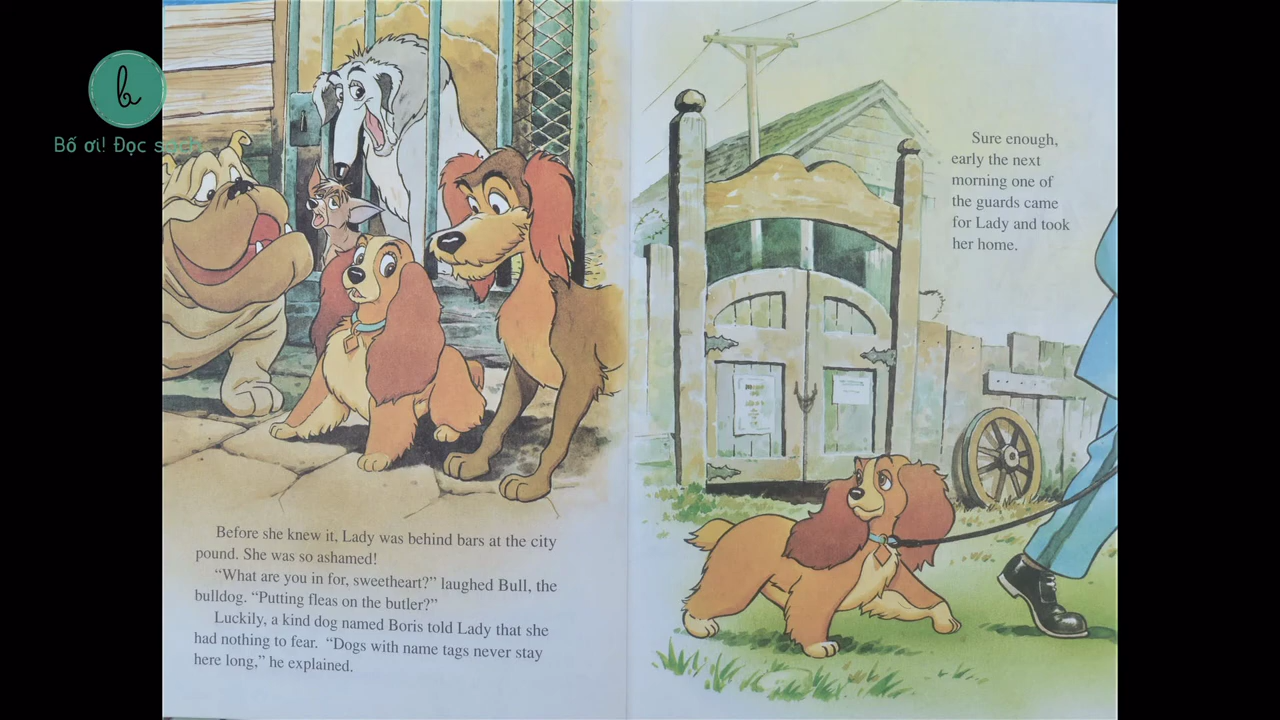 b
Bố ơi! Đọc sách
Before she knew it, Lady was behind bars at the city
pound. She was so ashamed!
“What are you in for, sweetheart?” laughed Bull, the
bulldog. “Putting fleas on the butler?”
Luckily, a kind dog named Boris told Lady that she
had nothing to fear. “Dogs with name tags never stay
here long,” he explained.
Sure enough,
early the next
morning one of
the guards came
for Lady and took
her home.